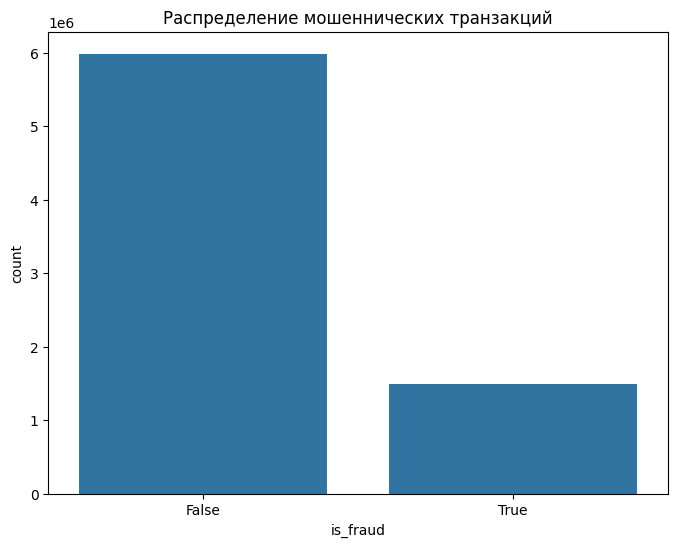 Распределение мошеннических транзакций
1e6
6
5
4
3
2
1
0
count
False True
is_fraud